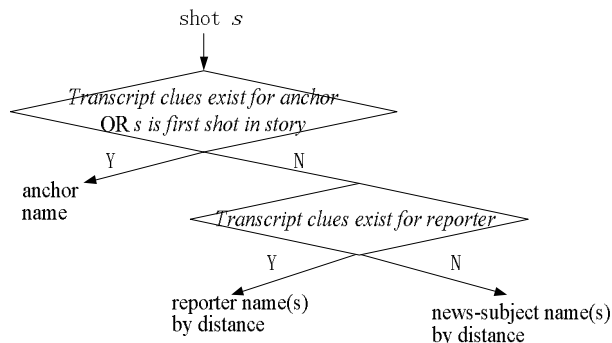 shot s
Transcript clues exist for anchor
OR s is first shot in story
Y
N
anchor
name
Transcript clues exist for reporter
Y
N
reporter name(s)
by distance
news-subject name(s)
by distance